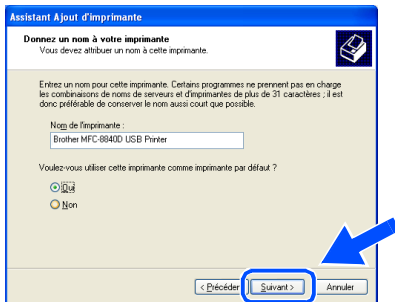 Assistant Ajout d'imprimante
Donnez un nom à votre imprimante
Vous devez attribuer un nom à cette imprimante.
Entrez un nom pour cette imprimante. Certains programmes ne prennent pas en charge
les combinaisons de noms de serveurs et d'imprimantes de plus de 31 caractères ; il est
donc préférable de conserver le nom aussi court que possible.
Nom de l'imprimante :
Brother MFC-8840D USB Printer
Voulez-vous utiliser cette imprimante comme imprimante par défaut ?
Oui
Non
< Précéder Suivant > Annuler